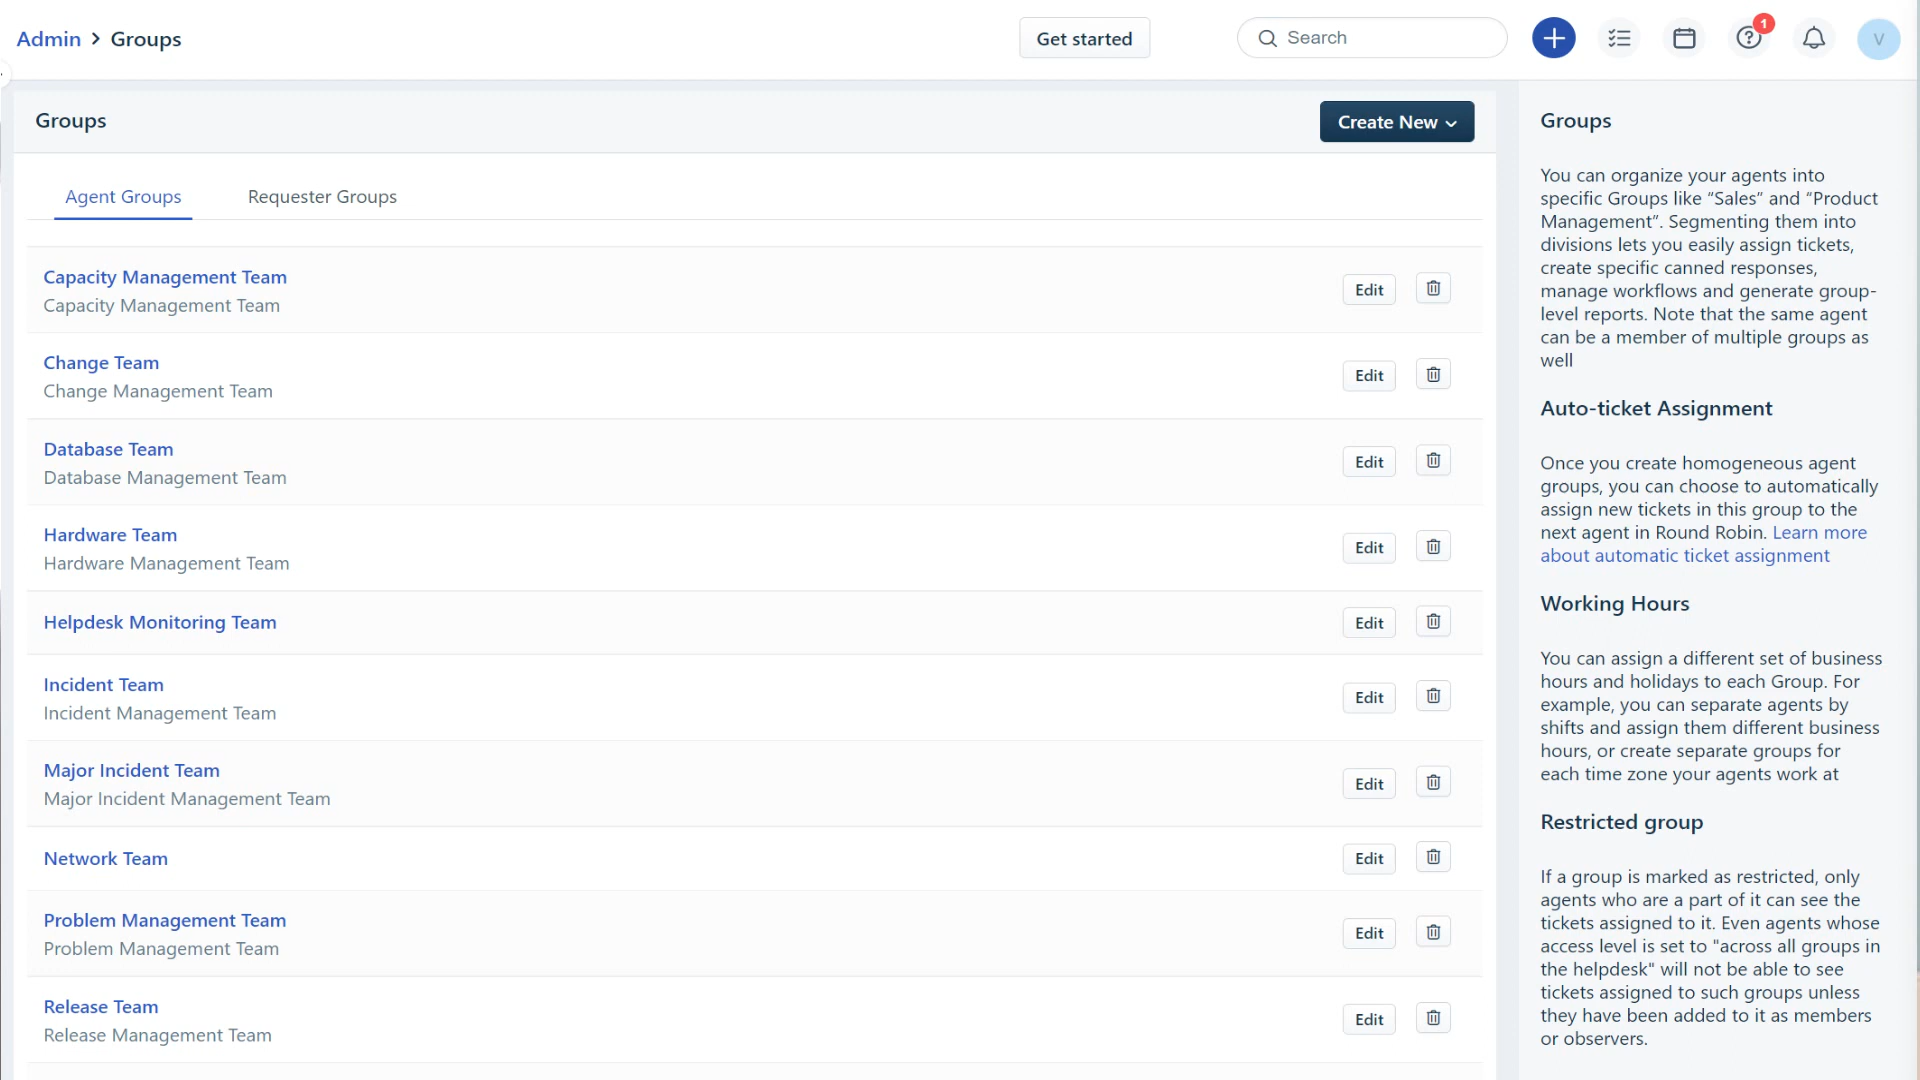 Admin > Groups
Get started
Search
1
V
Groups
Create New
Agent Groups
Requester Groups
Capacity Management Team
Capacity Management Team
Edit
Change Team
Change Management Team
Edit
Database Team
Database Management Team
Edit
Hardware Team
Hardware Management Team
Edit
Helpdesk Monitoring Team
Edit
Incident Team
Incident Management Team
Edit
Major Incident Team
Major Incident Management Team
Edit
Network Team
Edit
Problem Management Team
Problem Management Team
Edit
Release Team
Release Management Team
Edit
Groups
You can organize your agents into
specific Groups like “Sales” and “Product
Management”. Segmenting them into
divisions lets you easily assign tickets,
create specific canned responses,
manage workflows and generate group-
level reports. Note that the same agent
can be a member of multiple groups as
well
Auto-ticket Assignment
Once you create homogeneous agent
groups, you can choose to automatically
assign new tickets in this group to the
next agent in Round Robin. Learn more
about automatic ticket assignment
Working Hours
You can assign a different set of business
hours and holidays to each Group. For
example, you can separate agents by
shifts and assign them different business
hours, or create separate groups for
each time zone your agents work at
Restricted group
If a group is marked as restricted, only
agents who are a part of it can see the
tickets assigned to it. Even agents whose
access level is set to "across all groups in
the helpdesk" will not be able to see
tickets assigned to such groups unless
they have been added to it as members
or observers.